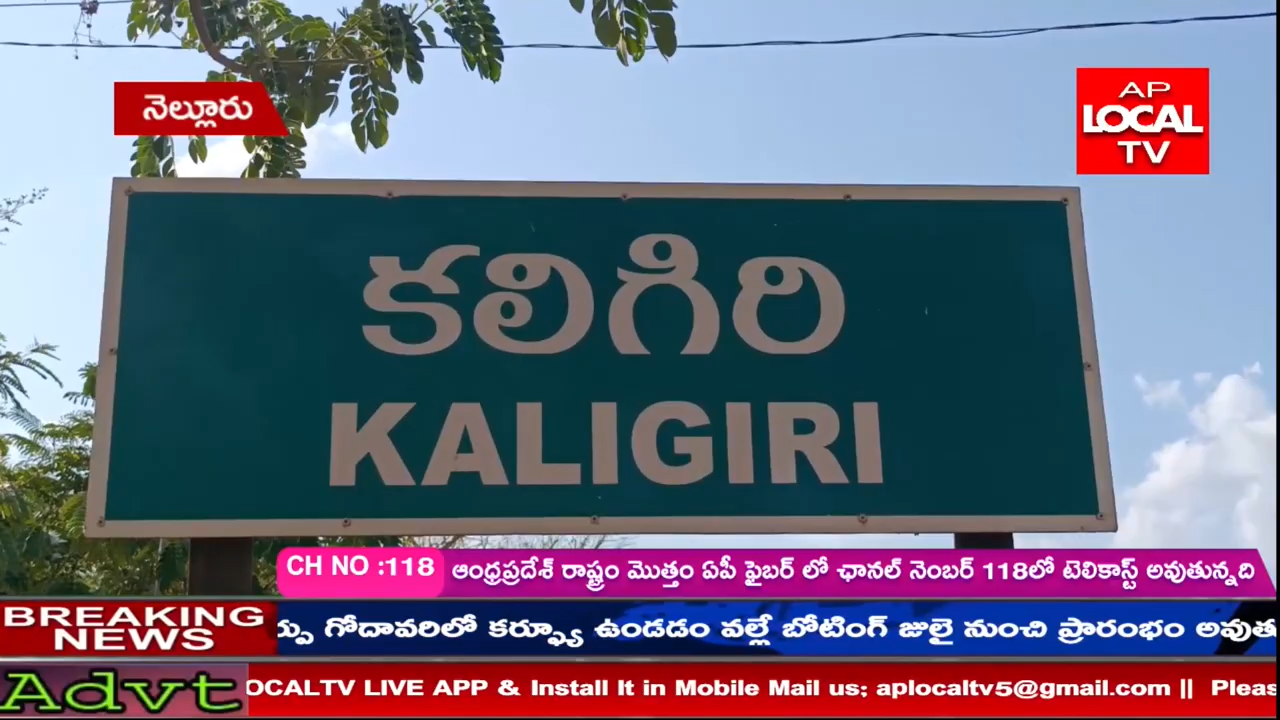 నెల్లూరు
AP
LOCAL
TV
కలిగిరి
KALIGIRI
CH NO :118 ఆంధ్రప్రదేశ్ రాష్ట్రం మొత్తం ఏపీ ఫైబర్ లో ఛానల్ నెంబర్ 118లో టెలికాస్ట్ అవుతున్నది
BREAKING
NEWS
గోదావరిలో కర్ఫ్యూ ఉండడం వల్లే బోటింగ్ జులై నుంచి ప్రారంభం
Advt
OCALTV LIVE APP & Install It in Mobile Mail us; aplocaltv5@gmail.com ||